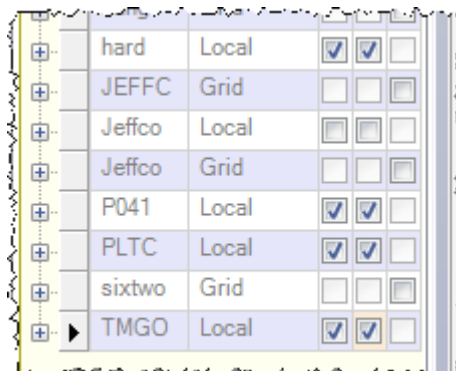 hard Local
JEFFC Grid
Jeffco Local
Jeffco Grid
P041 Local
PLTC Local
sixtwo Grid
TMGO Local